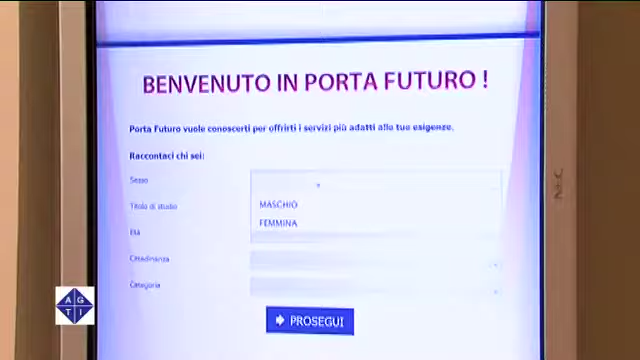 BENVENUTO IN PORTA FUTURO !
Porta Futuro vuole conoscerti per offrirti i servizi più adatti alle tue esigenze.
Raccontaci chi sei:
Sesso
MASCHIO
Titolo di studio
FEMMINA
Età
Cittadinanza
Categoria
PROSEGUI
NEC
A G
T I